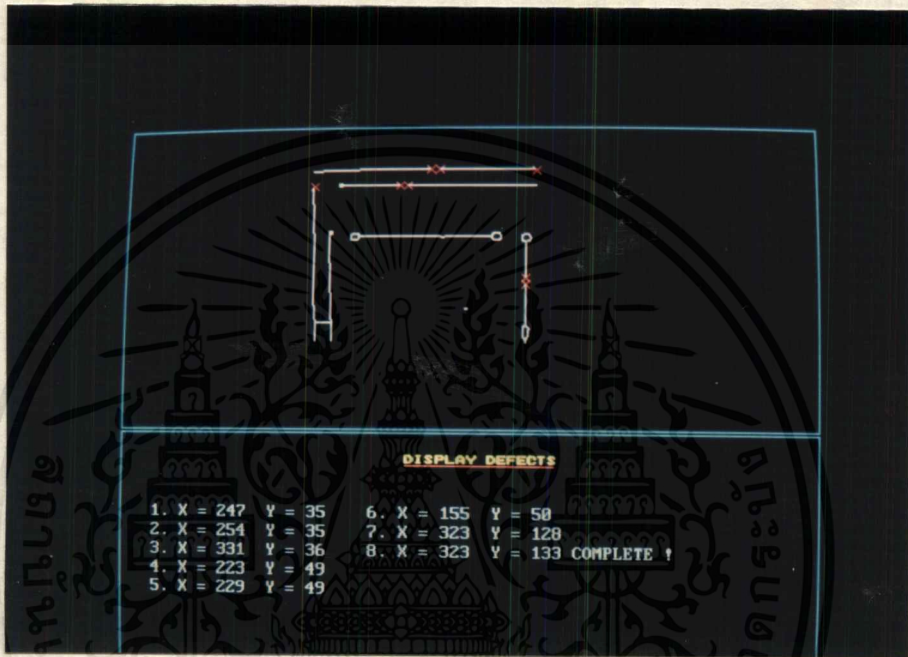 DISPLAY DEFECTS
1. X = 247 Y = 35
2. X = 254 Y = 35
3. X = 331 Y = 36
4. X = 223 Y = 49
5. X = 229 Y = 49
6. X = 155 Y = 50
7. X = 323 Y = 128
8. X = 323 Y = 133 COMPLETE !